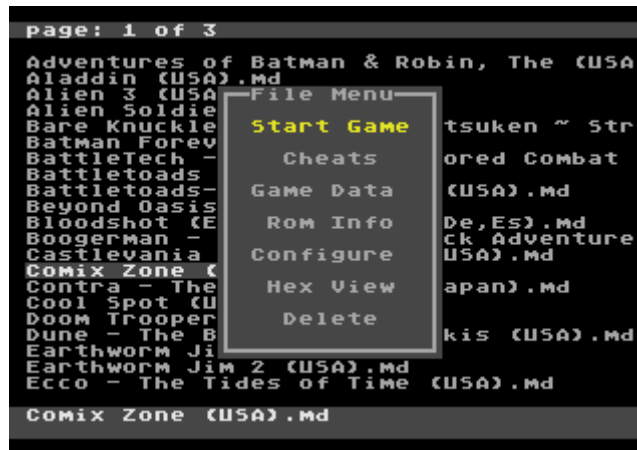 page: 1 of 3
Adventures of Batman & Robin, The (USA
Aladdin (USA).md
Alien 3 (USA
Alien Soldie
Bare Knuckle
Batman Forev
BattleTech –
Battletoads
Battletoads-
Beyond Oasis
Bloodshot (E
Boogerman –
Castlevania
Comix Zone (
Contra – The
Cool Spot (U
Doom Trooper
Dune – The B
Earthworm Ji
Earthworm Jim 2 (USA).md
Ecco – The Tides of Time (USA).md
File Menu
Start Game
Cheats
Game Data
Rom Info
Configure
Hex View
Delete
tsuken ~ Str
ored Combat
(USA).md
De,Es).md
ck Adventure
USA).md
apan).md
kis (USA).md
Comix Zone (USA).md